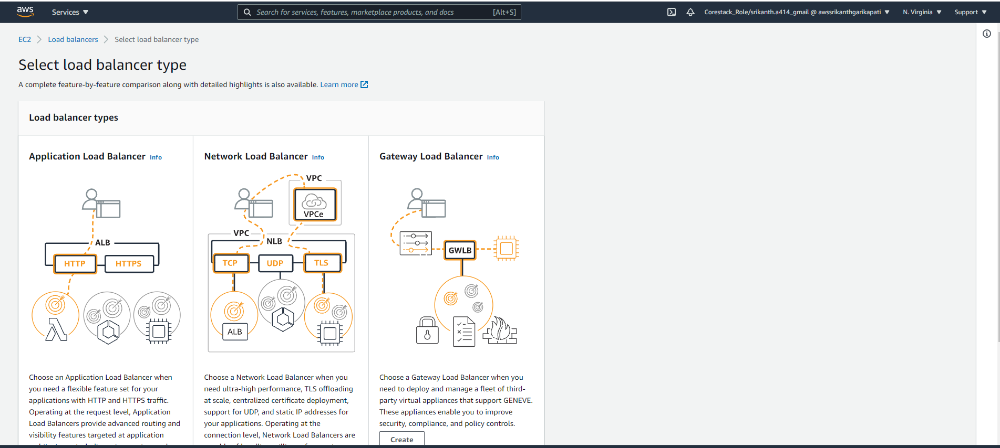 aws
Services
Search for services, features, marketplace products, and docs
[Alt+S]
Corestack_Role/srikanth.a414_gmail @ awssrikanthgarikapati
N. Virginia
Support
EC2
Load balancers
Select load balancer type
Select load balancer type
A complete feature-by-feature comparison along with detailed highlights is also available. Learn more
Load balancer types
Application Load Balancer Info
ALB
HTTP
HTTPS
Choose an Application Load Balancer when
you need a flexible feature set for your
applications with HTTP and HTTPS traffic.
Operating at the request level, Application
Load Balancers provide advanced routing and
visibility features targeted at application
Network Load Balancer Info
VPC
VPCe
VPC
NLB
TCP
UDP
TLS
ALB
Choose a Network Load Balancer when you
need ultra-high performance, TLS offloading
at scale, centralized certificate deployment,
support for UDP, and static IP addresses for
your applications. Operating at the
connection level, Network Load Balancers are
Gateway Load Balancer Info
GWLB
Choose a Gateway Load Balancer when you
need to deploy and manage a fleet of third-
party virtual appliances that support GENEVE.
These appliances enable you to improve
security, compliance, and policy controls.
Create